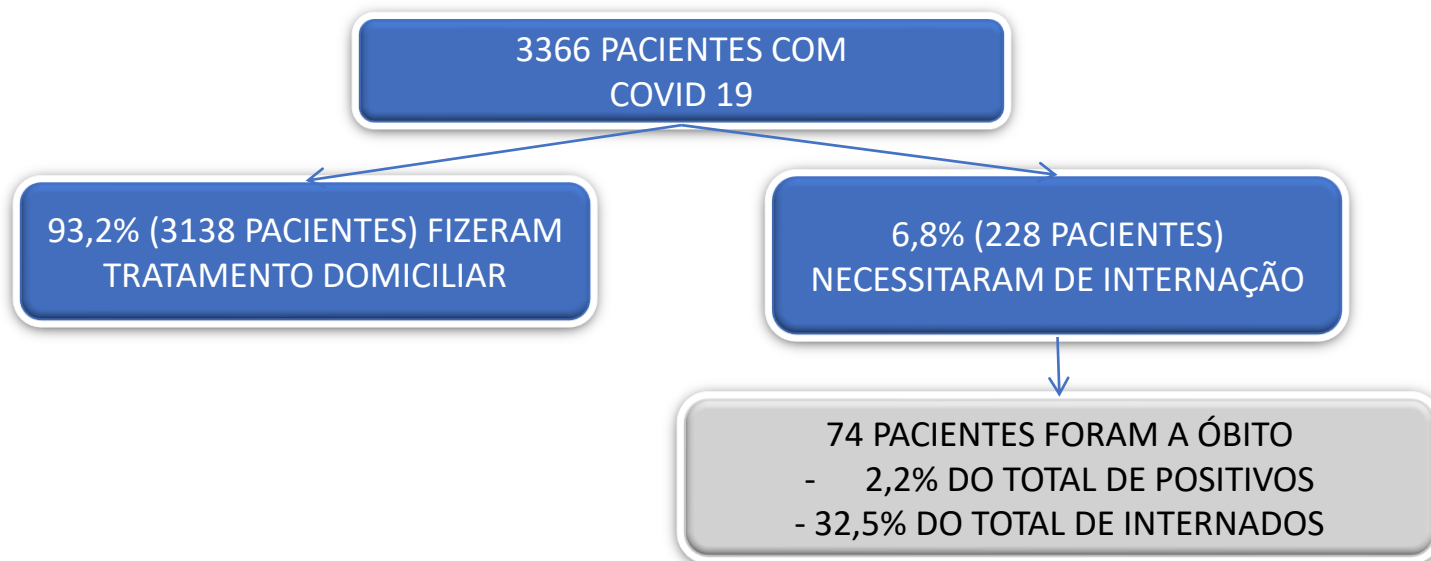 3366 PACIENTES COM
COVID 19
93,2% (3138 PACIENTES) FIZERAM
TRATAMENTO DOMICILIAR
6,8% (228 PACIENTES)
NECESSITARAM DE INTERNAÇÃO
74 PACIENTES FORAM A ÓBITO
- 2,2% DO TOTAL DE POSITIVOS
- 32,5% DO TOTAL DE INTERNADOS